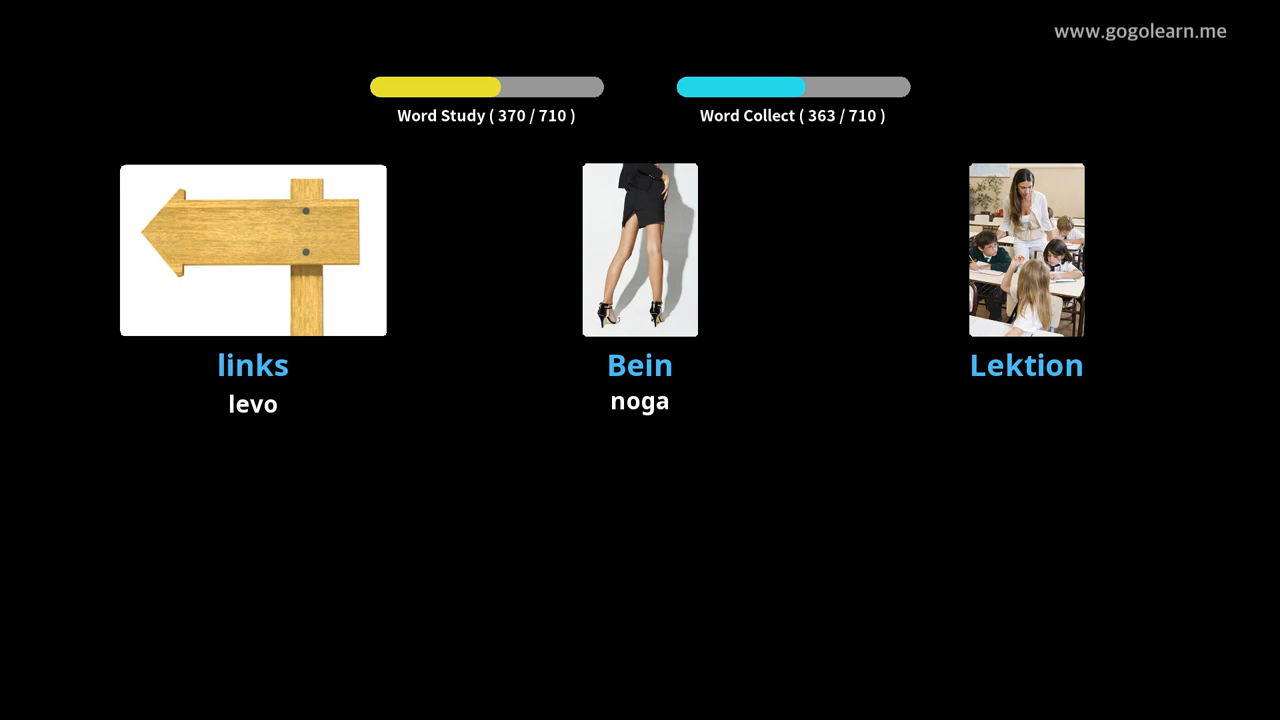 www.gogolearn.me
Word Study ( 370 / 710 )
Word Collect ( 363 / 710 )
links
levo
Bein
noga
Lektion